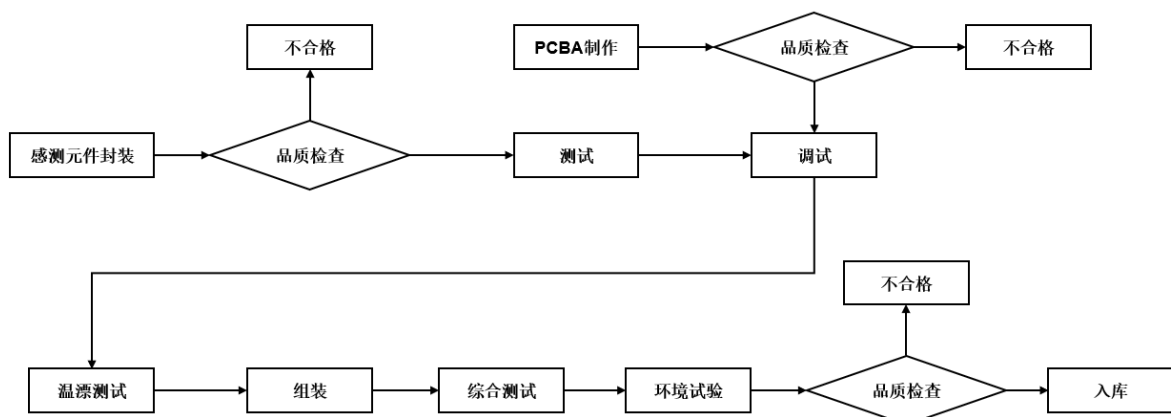 不合格
PCBA制作
品质检查
不合格
感测元件封装
品质检查
测试
调试
不合格
温漂测试
组装
综合测试
环境试验
品质检查
入库